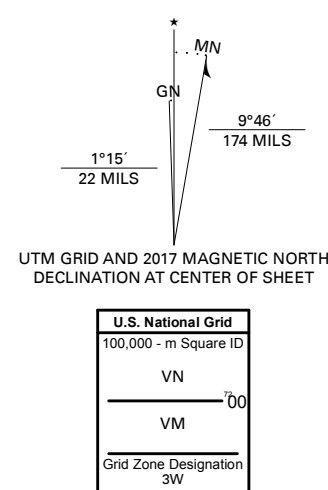 ★
MN
GN
9°46´
174 MILS
1°15´
22 MILS
UTM GRID AND 2017 MAGNETIC NORTH
DECLINATION AT CENTER OF SHEET
U.S. National Grid
100,000 - m Square ID
VN
7200
VM
Grid Zone Designation
3W